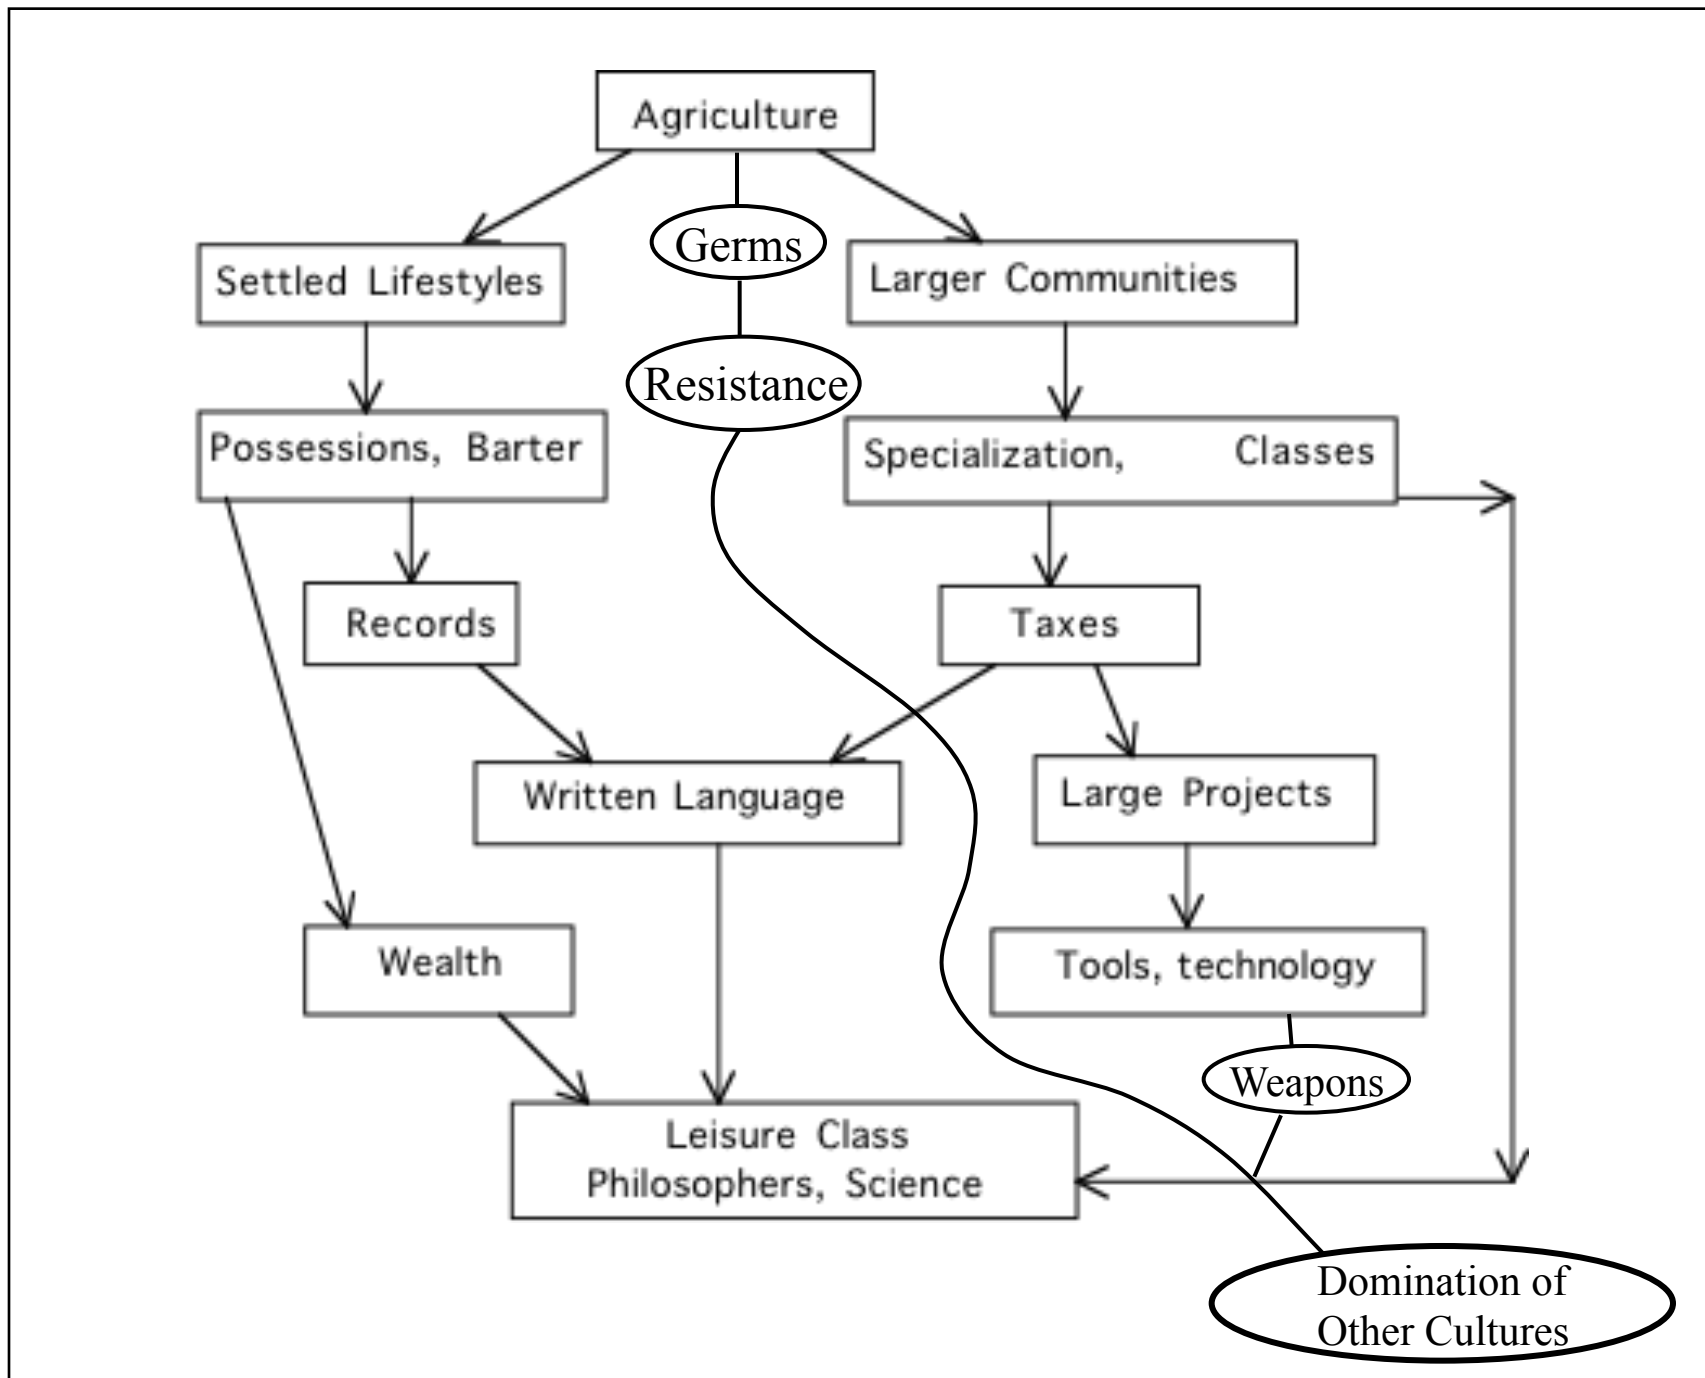 Agriculture
Germs
Settled Lifestyles
Larger Communities
Resistance
Possessions, Barter
Specialization, Classes
Records
Taxes
Written Language
Large Projects
Wealth
Tools, technology
Weapons
Leisure Class
Philosophers, Science
Domination of
Other Cultures